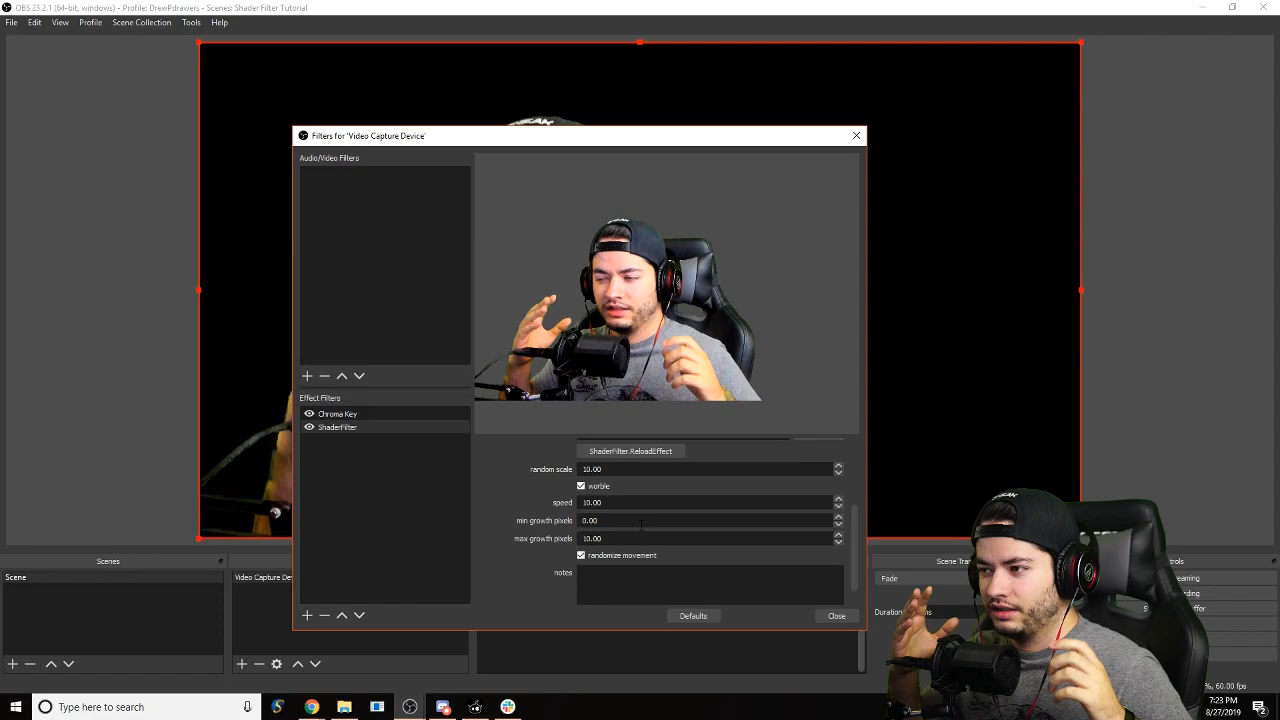 OBS 23.2.1 (64-bit, windows) - Profile: DrewPdrawers - Scenes: Shader Filter Tutorial
File Edit View Profile Scene Collection Tools Help
Filters for 'Video Capture Device'
Audio/Video Filters
Effect Filters
Chroma Key
ShaderFilter
ShaderFilter.ReloadEffect
random scale 10.00
worble
speed 10.00
min growth pixels 0.00
max growth pixels 10.00
randomize movement
notes
Defaults Close
Scenes
Scene
Video Capture Dev
Scene Tran
Fade
Duration
60.00 fps
Type here to search
7:23 PM
8/27/2019
2